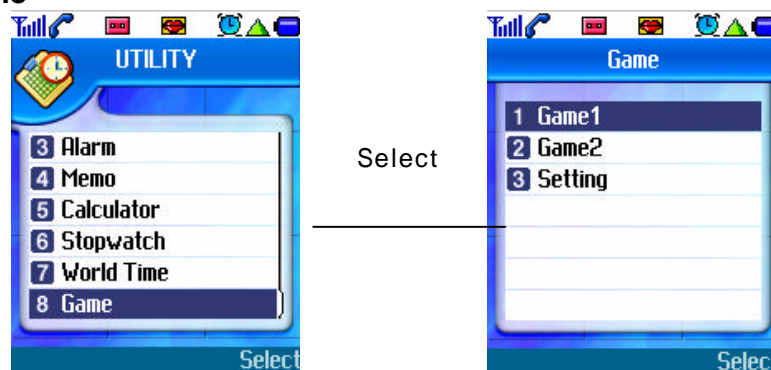 UTILITY
3 Alarm
4 Memo
5 Calculator
6 Stopwatch
7 World Time
8 Game
Select
Select
Game
1 Game1
2 Game2
3 Setting
Selec